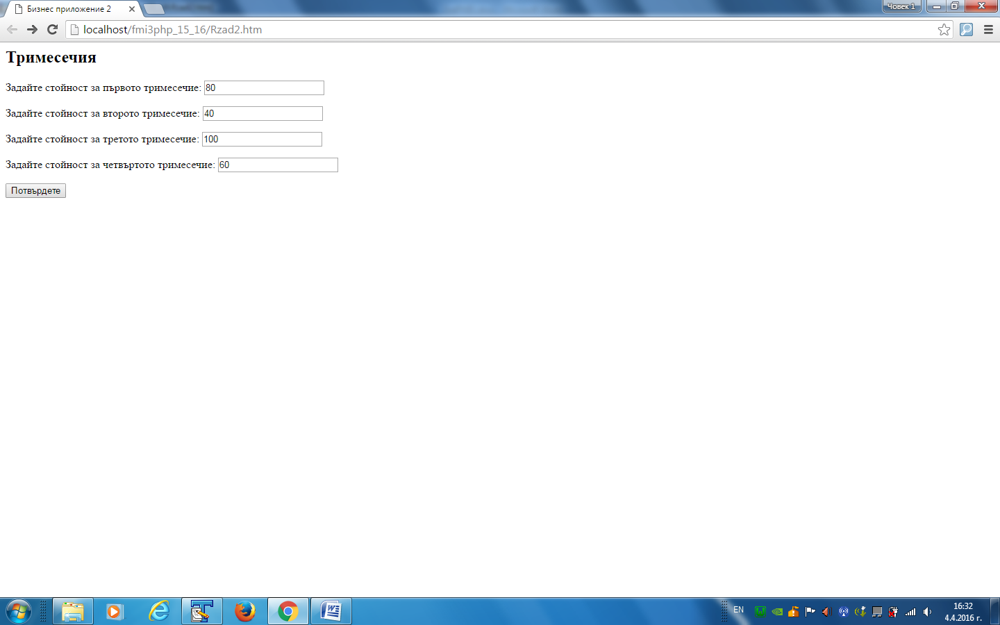 Бизнес приложение 2
Човек 1
localhost/fmi3php_15_16/Rzad2.htm
Тримесечия
Задайте стойност за първото тримесечие: 80
Задайте стойност за второто тримесечие: 40
Задайте стойност за третото тримесечие: 100
Задайте стойност за четвъртото тримесечие: 60
Потвърдете
EN
16:32
4.4.2016 г.